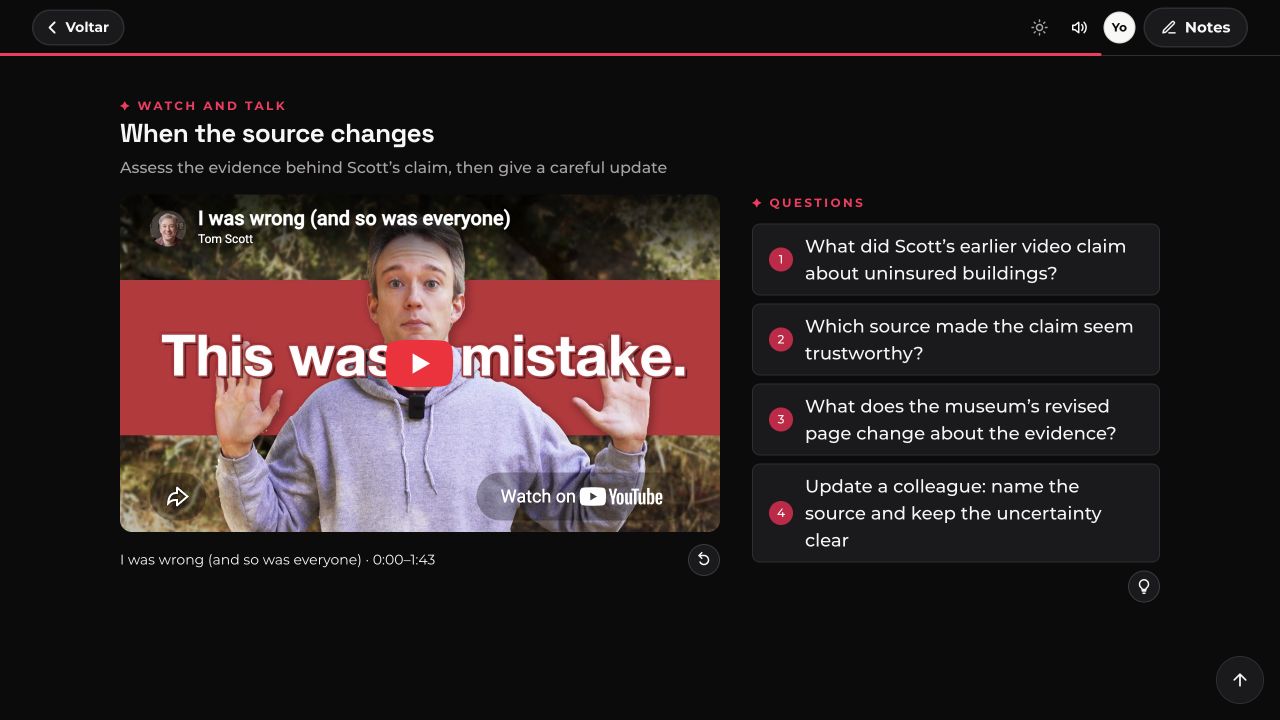 Voltar
Yo
Notes
WATCH AND TALK
When the source changes
Assess the evidence behind Scott’s claim, then give a careful update
I was wrong (and so was everyone)
Tom Scott
This was mistake.
Watch on YouTube
I was wrong (and so was everyone) · 0:00–1:43
QUESTIONS
1
What did Scott’s earlier video claim
about uninsured buildings?
2
Which source made the claim seem
trustworthy?
3
What does the museum’s revised
page change about the evidence?
4
Update a colleague: name the
source and keep the uncertainty
clear